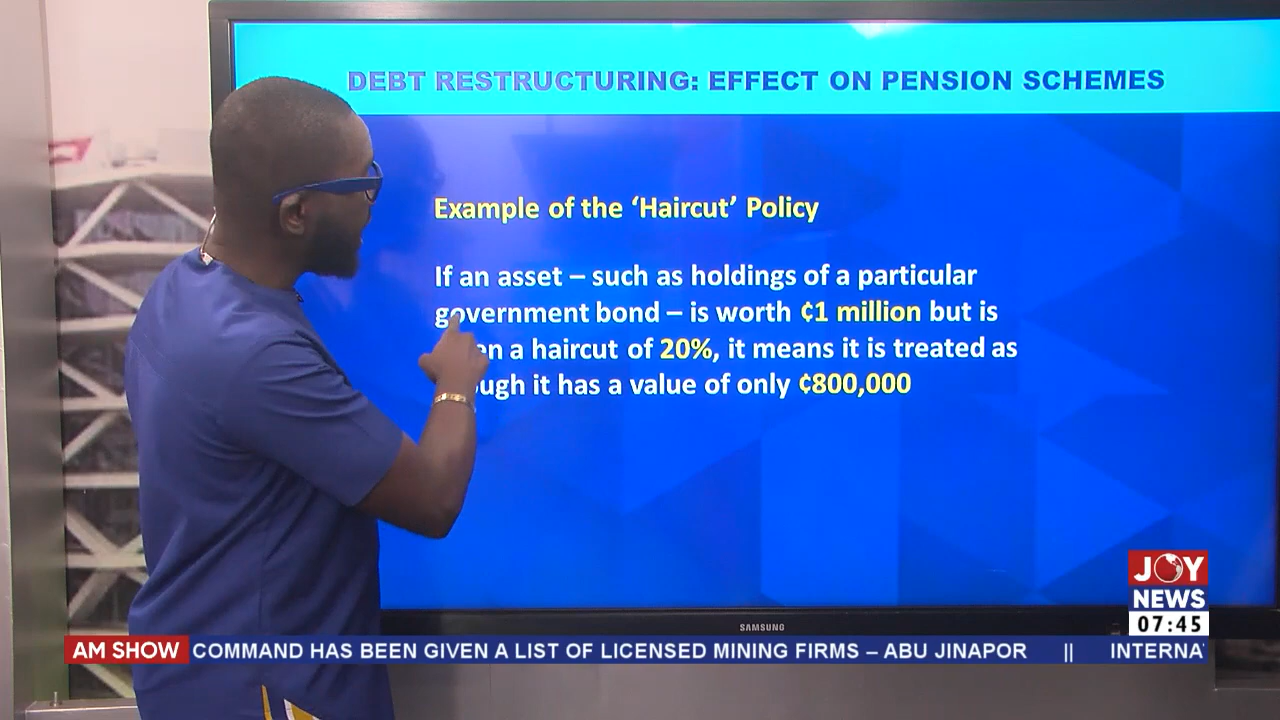 DEBT RESTRUCTURING: EFFECT ON PENSION SCHEMES
Example of the ‘Haircut’ Policy
If an asset – such as holdings of a particular
government bond – is worth ¢1 million but is
a haircut of 20%, it means it is treated as
it has a value of only ¢800,000
SAMSUNG
JOY
NEWS
07:45
AM SHOW COMMAND HAS BEEN GIVEN A LIST OF LICENSED MINING FIRMS – ABU JINAPOR || INTERNA